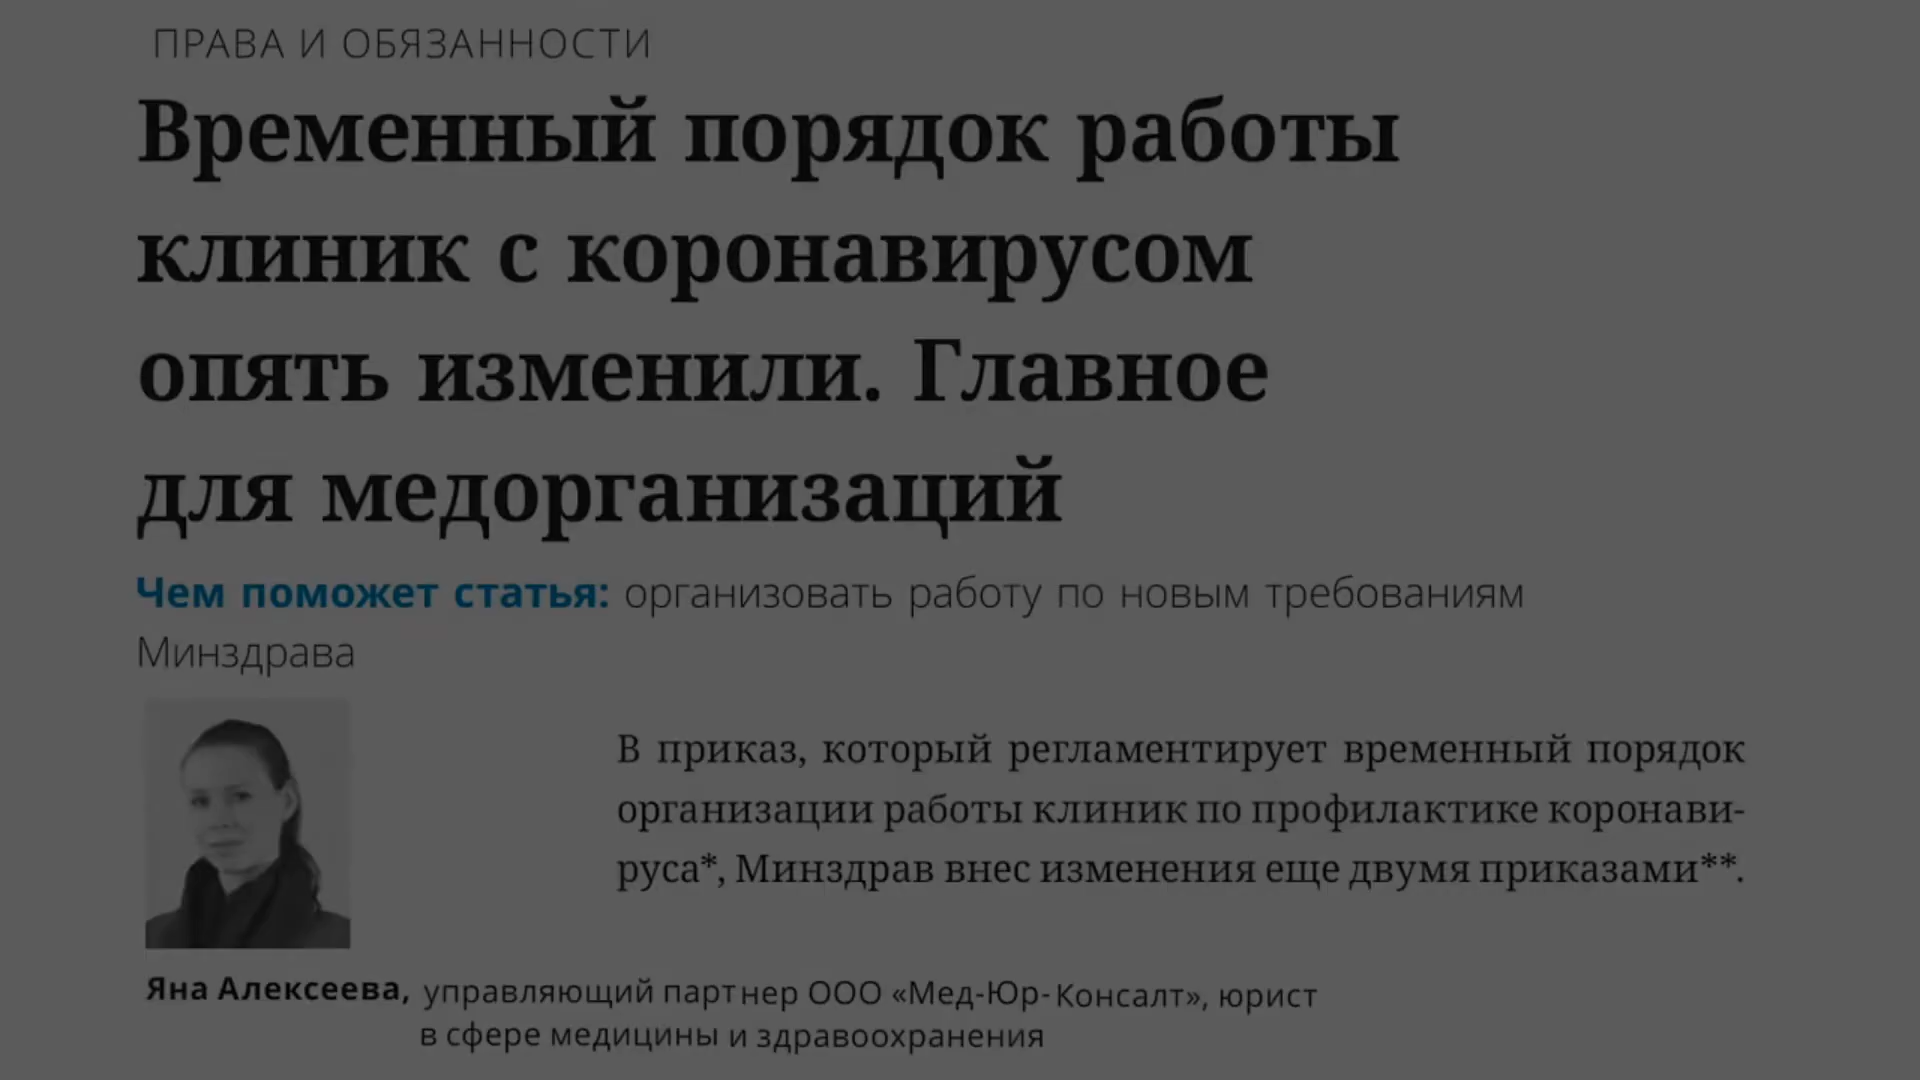 ПРАВА И ОБЯЗАННОСТИ
Временный порядок работы
клиник с коронавирусом
опять изменили. Главное
для медорганизаций
Чем поможет статья: организовать работу по новым требованиям
Минздрава
В приказ, который регламентирует временный порядок
организации работы клиник по профилактике коронави-
руса*, Минздрав внес изменения еще двумя приказами**.
Яна Алексеева, управляющий партнер ООО «Мед-Юр-Консалт», юрист
в сфере медицины и здравоохранения